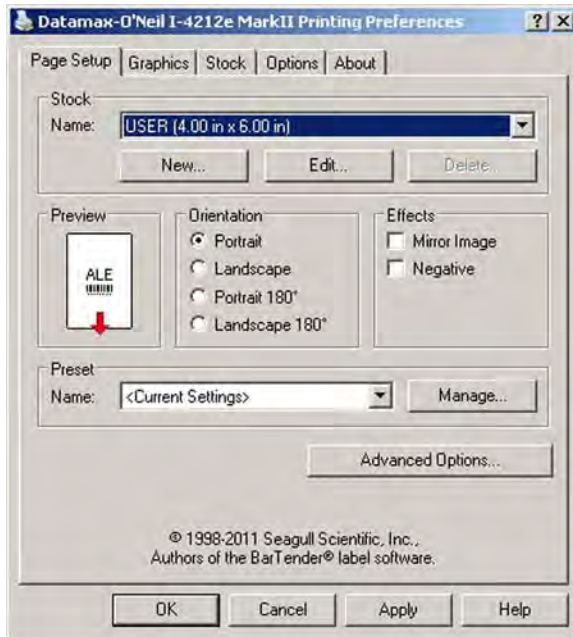 Datamax-O'Neil I-4212e MarkII Printing Preferences
Page Setup Graphics Stock Options About
Stock
Name: USER (4.00 in x 6.00 in)
New... Edit... Delete...
Preview Orientation Effects
ALE
Portrait
Landscape
Portrait 180°
Landscape 180°
Mirror Image
Negative
Preset
Name: <Current Settings> Manage...
Advanced Options...
© 1998-2011 Seagull Scientific, Inc.,
Authors of the BarTender® label software.
OK Cancel Apply Help